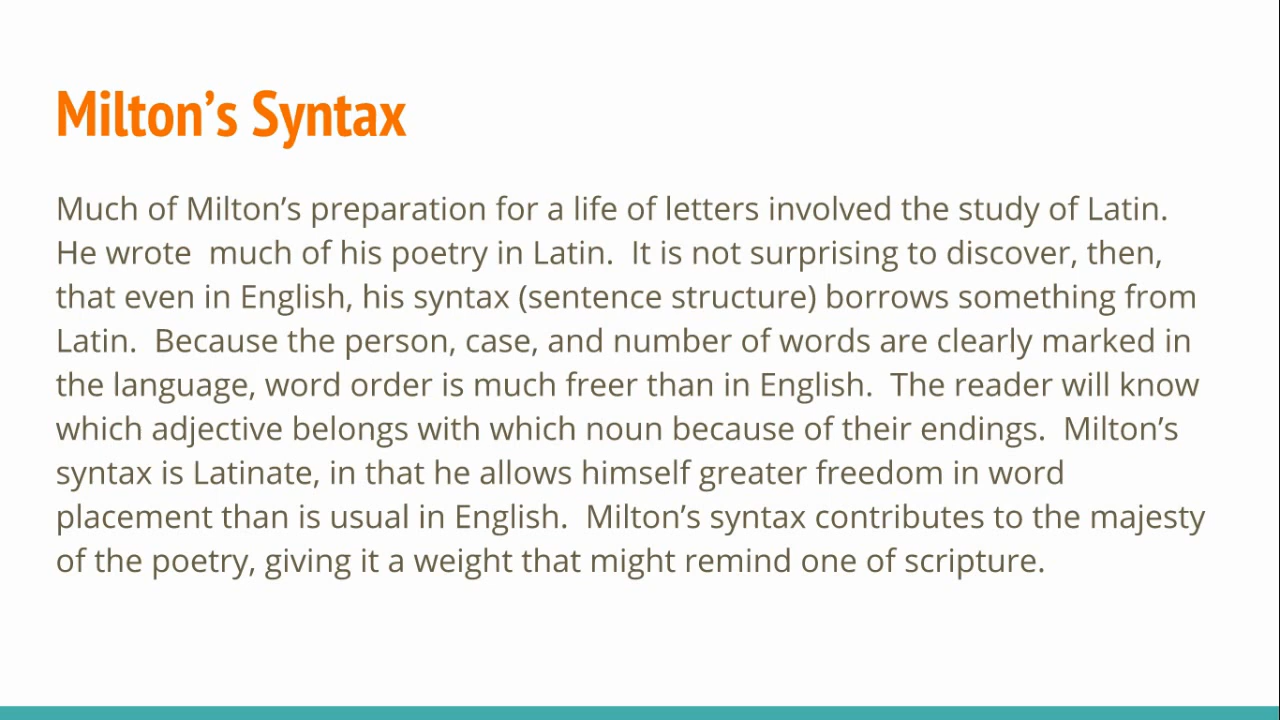 Milton’s Syntax
Much of Milton’s preparation for a life of letters involved the study of Latin.
He wrote  much of his poetry in Latin.  It is not surprising to discover, then,
that even in English, his syntax (sentence structure) borrows something from
Latin.  Because the person, case, and number of words are clearly marked in
the language, word order is much freer than in English.  The reader will know
which adjective belongs with which noun because of their endings.  Milton’s
syntax is Latinate, in that he allows himself greater freedom in word
placement than is usual in English.  Milton’s syntax contributes to the majesty
of the poetry, giving it a weight that might remind one of scripture.